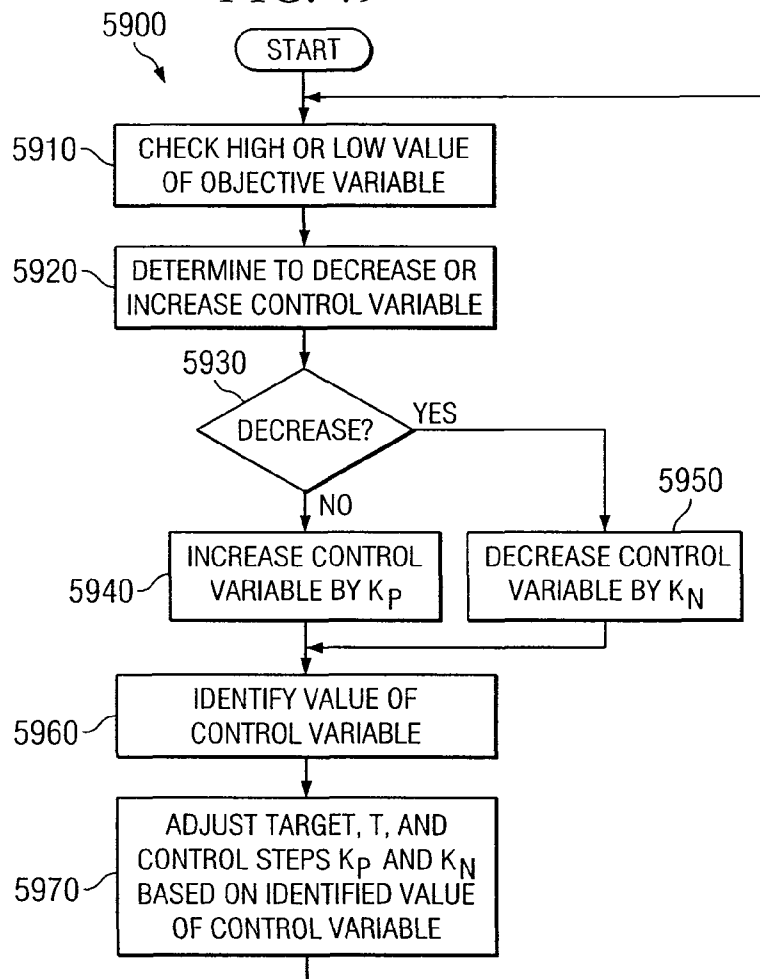 5900
START
5910
CHECK HIGH OR LOW VALUE
OF OBJECTIVE VARIABLE
5920
DETERMINE TO DECREASE OR
INCREASE CONTROL VARIABLE
5930
DECREASE?
YES
NO
5940
INCREASE CONTROL
VARIABLE BY KP
5950
DECREASE CONTROL
VARIABLE BY KN
5960
IDENTIFY VALUE OF
CONTROL VARIABLE
5970
ADJUST TARGET, T, AND
CONTROL STEPS KP AND KN
BASED ON IDENTIFIED VALUE
OF CONTROL VARIABLE